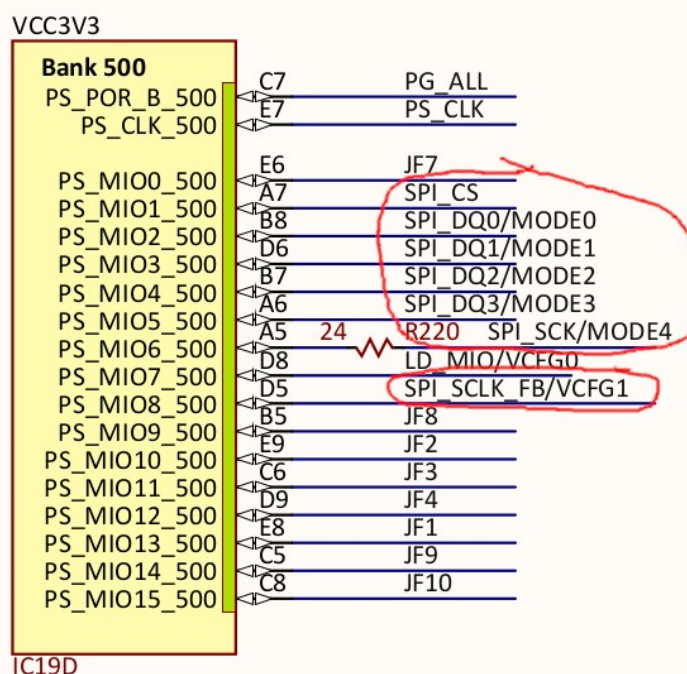 VCC3V3
Bank 500
PS_POR_B_500 C7 PG_ALL
PS_CLK_500 E7 PS_CLK
PS_MIO0_500 E6 JF7
PS_MIO1_500 A7 SPI_CS
PS_MIO2_500 B8 SPI_DQ0/MODE0
PS_MIO3_500 D6 SPI_DQ1/MODE1
PS_MIO4_500 B7 SPI_DQ2/MODE2
PS_MIO5_500 A6 SPI_DQ3/MODE3
PS_MIO6_500 A5 24 R220 SPI_SCK/MODE4
PS_MIO7_500 D8 LD_MIO/VCFG0
PS_MIO8_500 D5 SPI_SCLK_FB/VCFG1
PS_MIO9_500 B5 JF8
PS_MIO10_500 E9 JF2
PS_MIO11_500 C6 JF3
PS_MIO12_500 D9 JF4
PS_MIO13_500 E8 JF1
PS_MIO14_500 C5 JF9
PS_MIO15_500 C8 JF10
IC19D